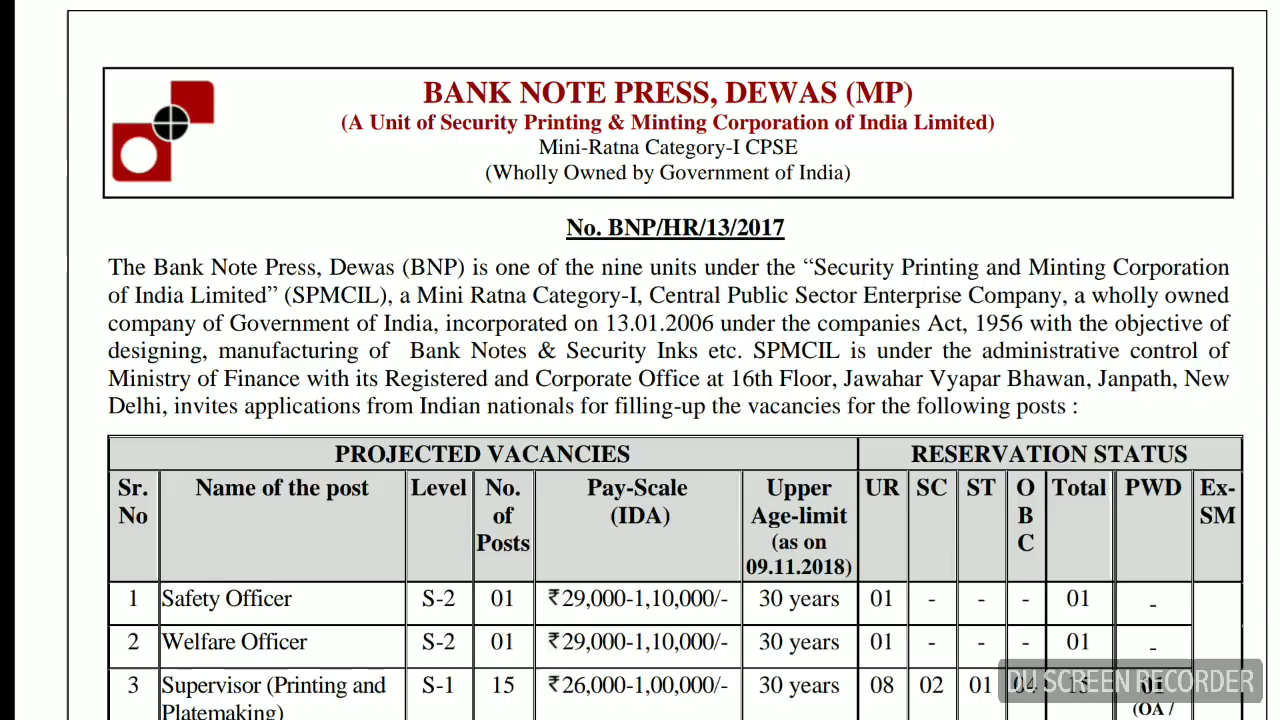 BANK NOTE PRESS, DEWAS (MP)
(A Unit of Security Printing & Minting Corporation of India Limited)
Mini-Ratna Category-I CPSE
(Wholly Owned by Government of India)
No. BNP/HR/13/2017
The Bank Note Press, Dewas (BNP) is one of the nine units under the “Security Printing and Minting Corporation
of India Limited” (SPMCIL), a Mini Ratna Category-I, Central Public Sector Enterprise Company, a wholly owned
company of Government of India, incorporated on 13.01.2006 under the companies Act, 1956 with the objective of
designing, manufacturing of Bank Notes & Security Inks etc. SPMCIL is under the administrative control of
Ministry of Finance with its Registered and Corporate Office at 16th Floor, Jawahar Vyapar Bhawan, Janpath, New
Delhi, invites applications from Indian nationals for filling-up the vacancies for the following posts :
PROJECTED VACANCIES RESERVATION STATUS
Sr. No Name of the post Level No. of Posts Pay-Scale (IDA) Upper Age-limit (as on 09.11.2018) UR SC ST OBC Total PWD Ex-SM
1 Safety Officer S-2 01 ₹29,000-1,10,000/- 30 years 01 - - - 01 -
2 Welfare Officer S-2 01 ₹29,000-1,10,000/- 30 years 01 - - - 01 -
3 Supervisor (Printing and S-1 15 ₹26,000-1,00,000/- 30 years 08 02 01 04 15 01
Platemaking) (OA /
DU SCREEN RECORDER